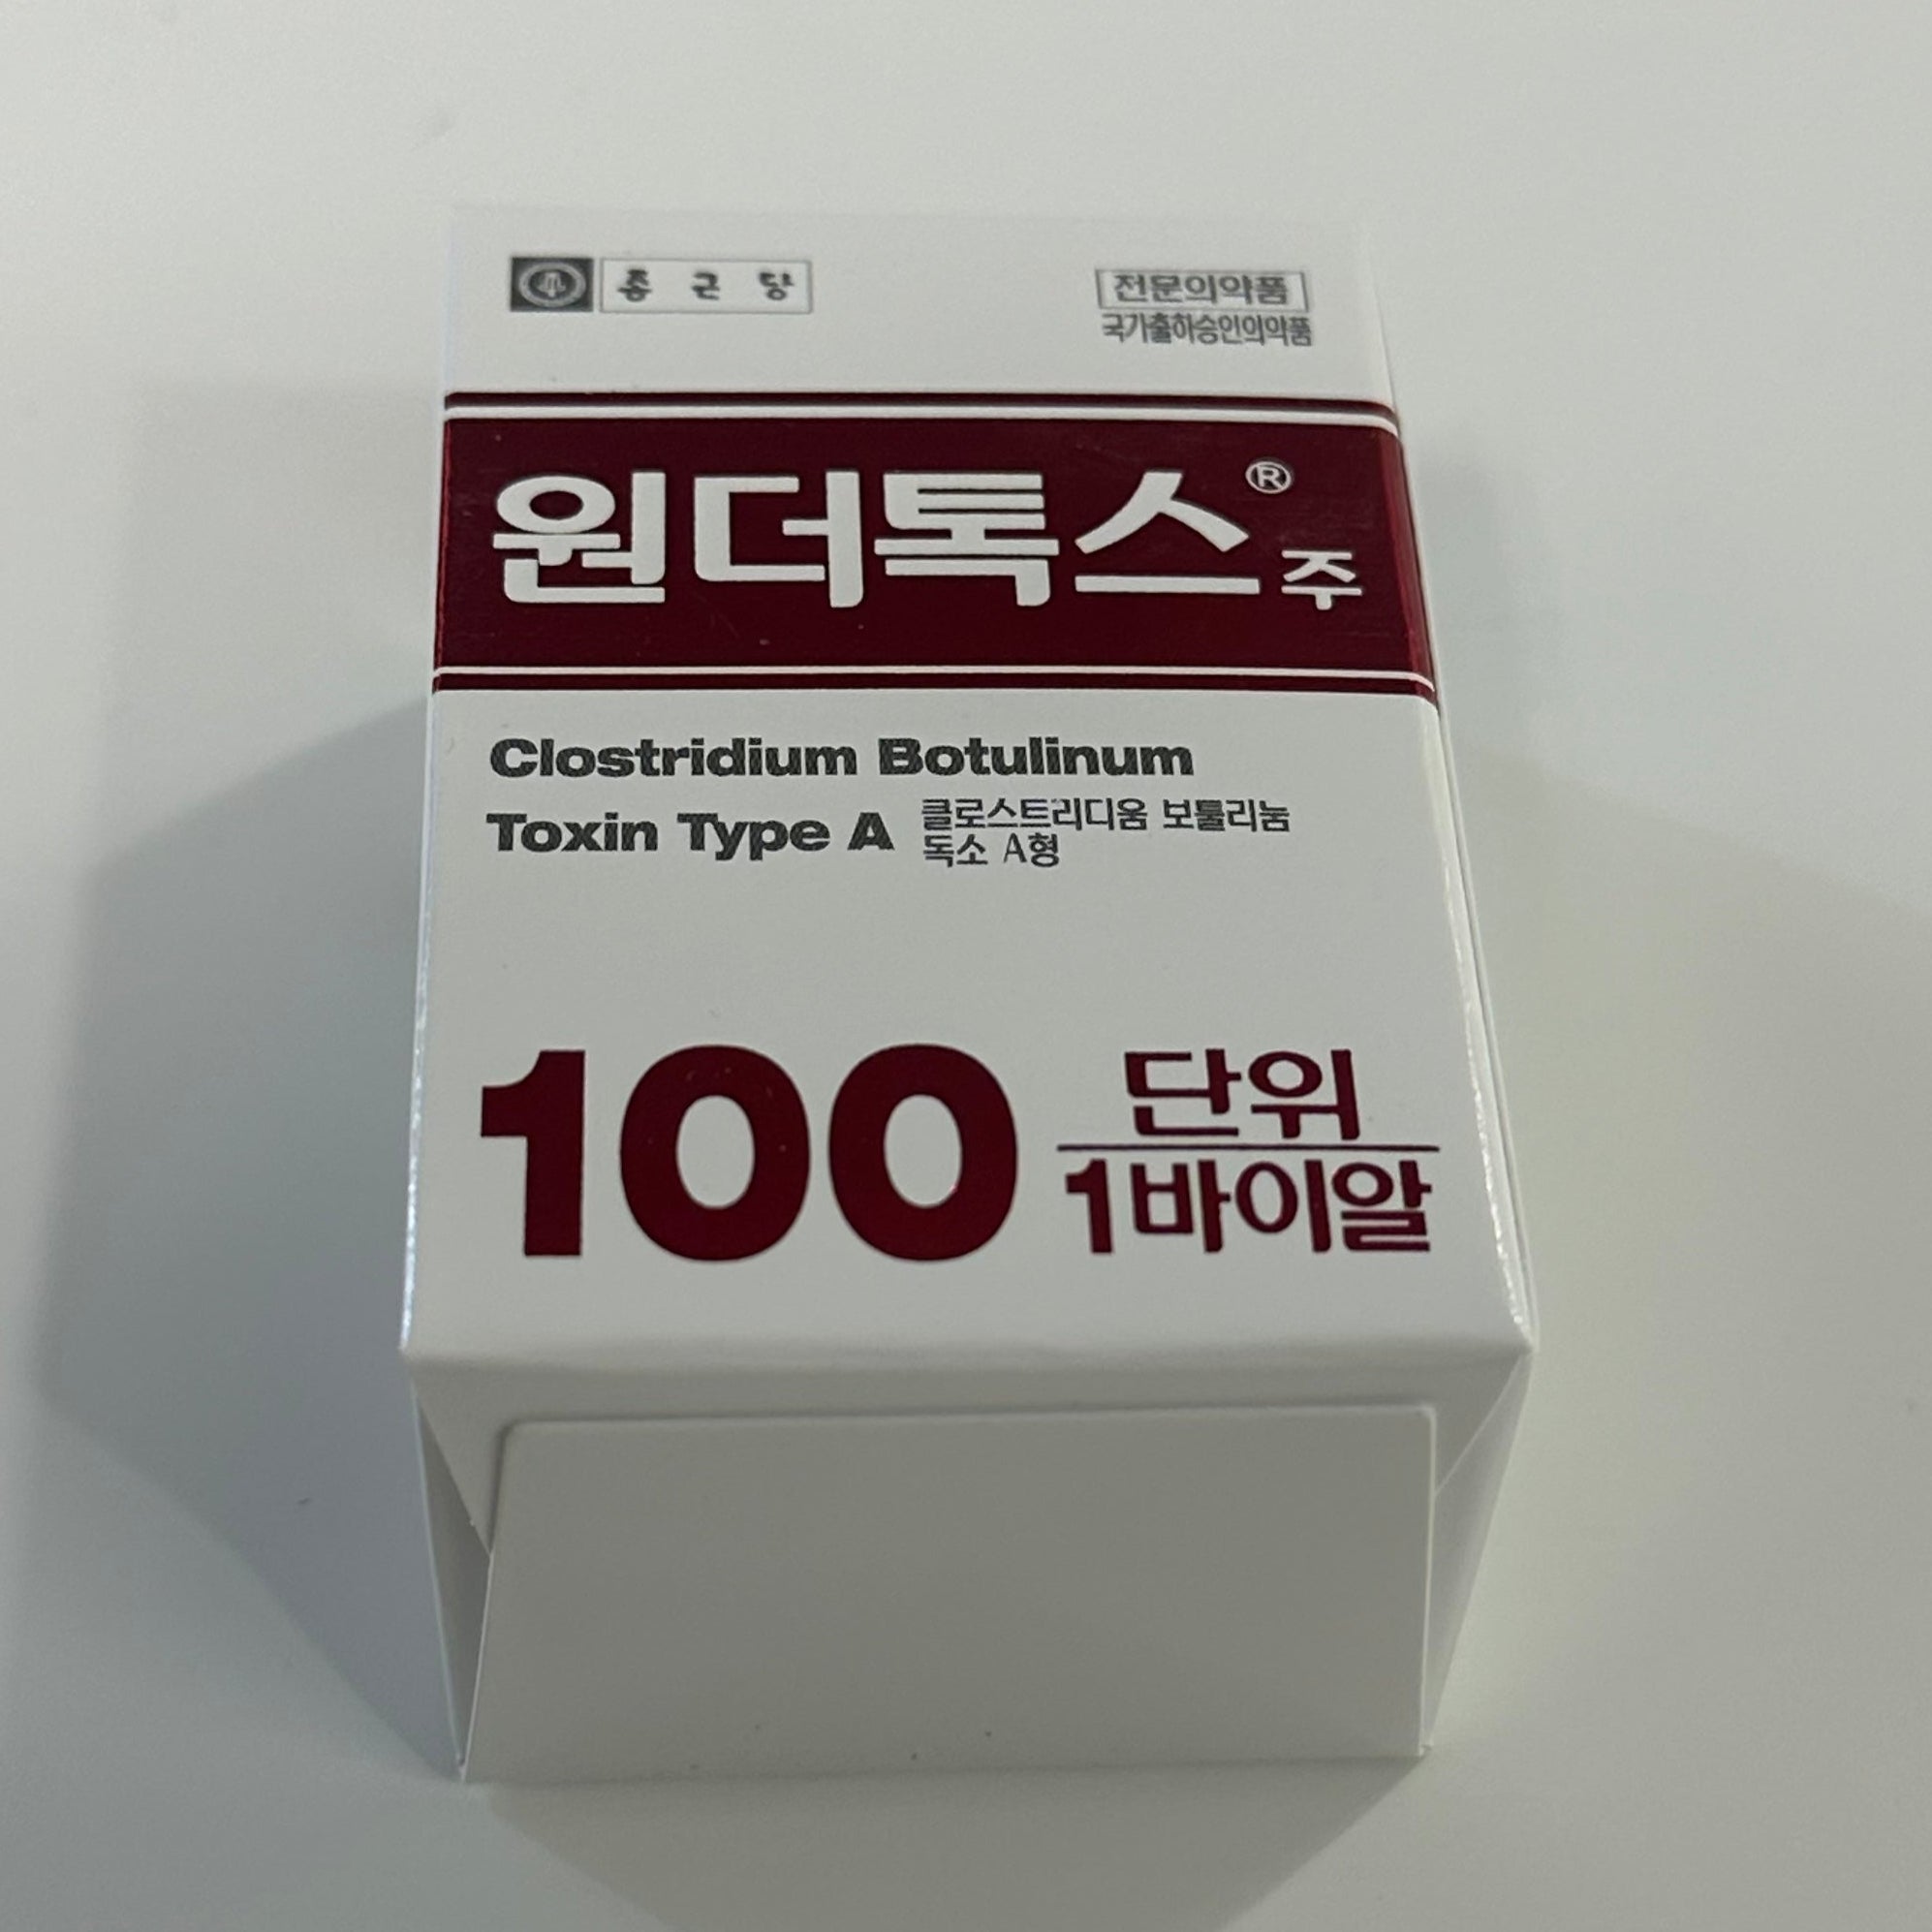 종근당
전문의약품
국가출하승인의약품
원더톡스® 주
Clostridium Botulinum
Toxin Type A
클로스트리디움 보툴리눔
독소 A형
100
단위
1바이알